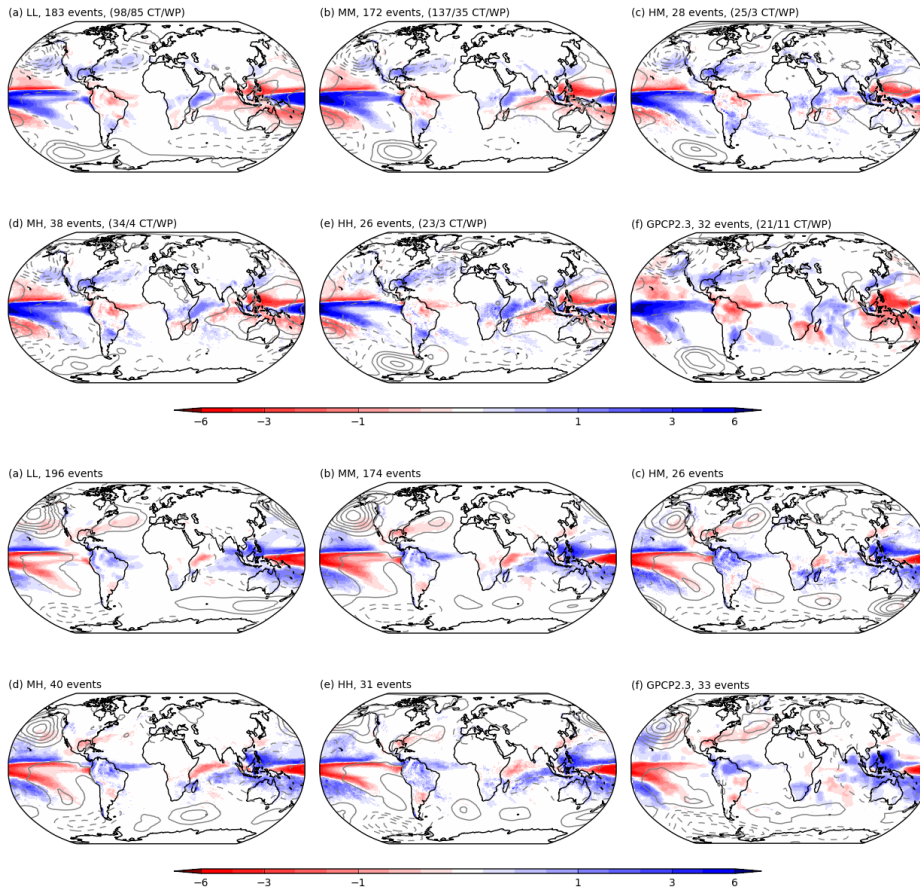 (a) LL, 183 events, (98/85 CT/WP)
(b) MM, 172 events, (137/35 CT/WP)
(c) HM, 28 events, (25/3 CT/WP)
(d) MH, 38 events, (34/4 CT/WP)
(e) HH, 26 events, (23/3 CT/WP)
(f) GPCP2.3, 32 events, (21/11 CT/WP)
−6 −3 −1 1 3 6
(a) LL, 196 events
(b) MM, 174 events
(c) HM, 26 events
(d) MH, 40 events
(e) HH, 31 events
(f) GPCP2.3, 33 events
−6 −3 −1 1 3 6